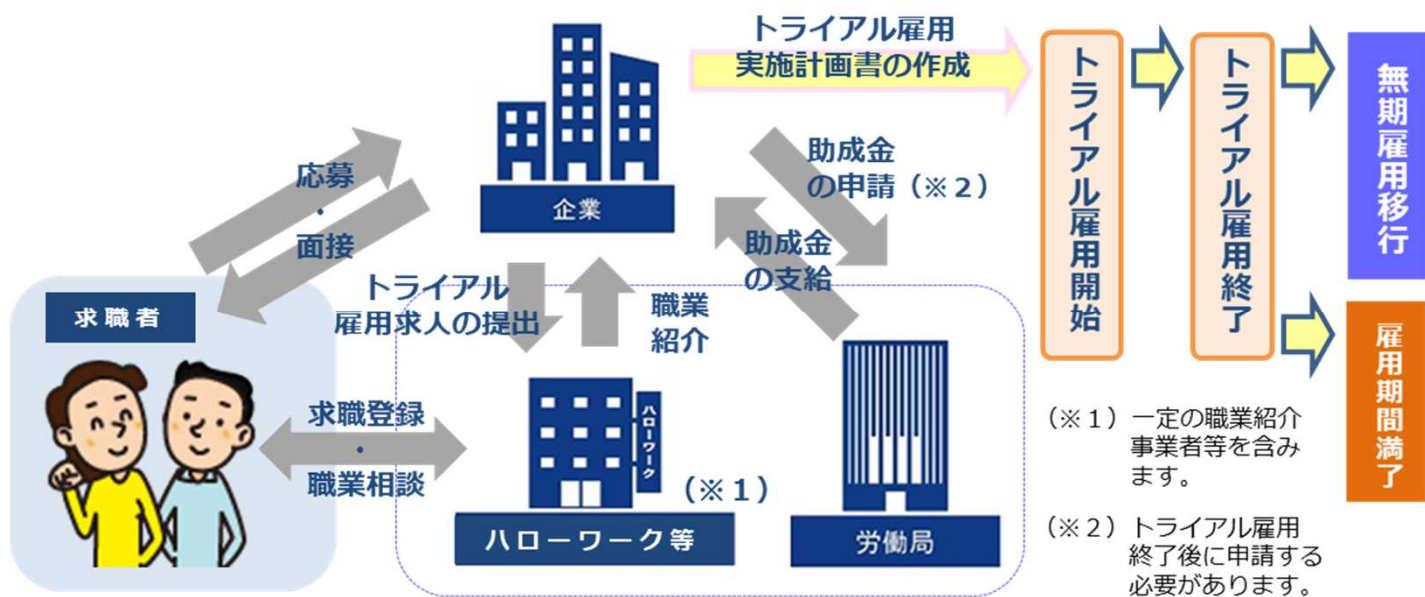 トライアル雇用
実施計画書の作成
トライアル雇用開始
トライアル雇用終了
無期雇用移行
雇用期間満了
企業
応募
・
面接
助成金
の申請（※２）
助成金
の支給
トライアル
雇用求人の提出
職業
紹介
求職者
求職登録
・
職業相談
ハローワーク
（※１）
ハローワーク等
労働局
（※１）一定の職業紹介
事業者等を含み
ます。
（※２）トライアル雇用
終了後に申請する
必要があります。